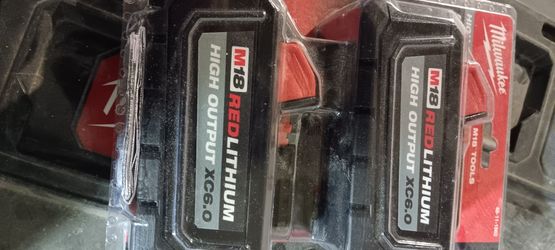 M18 REDLITHIUM
HIGH OUTPUT XC6.0
M18 REDLITHIUM
HIGH OUTPUT XC6.0
Milwaukee
M18 TOOLS